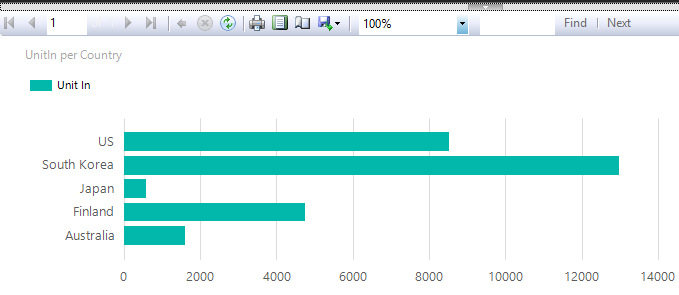 1 100% Find | Next
UnitIn per Country
Unit In
US
South Korea
Japan
Finland
Australia
0 2000 4000 6000 8000 10000 12000 14000